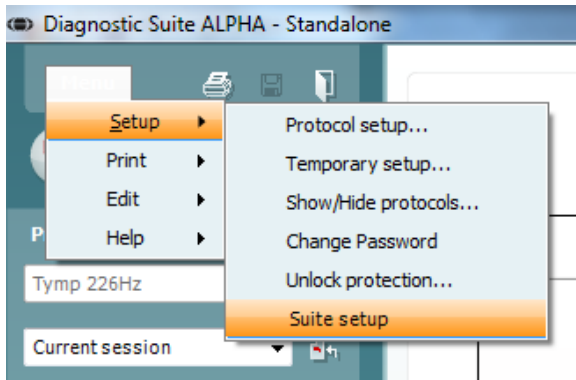 Diagnostic Suite ALPHA - Standalone
Menu
Setup
Protocol setup...
Print
Temporary setup...
Edit
Show/Hide protocols...
Help
Change Password
P
Unlock protection...
Tymp 226Hz
Suite setup
Current session